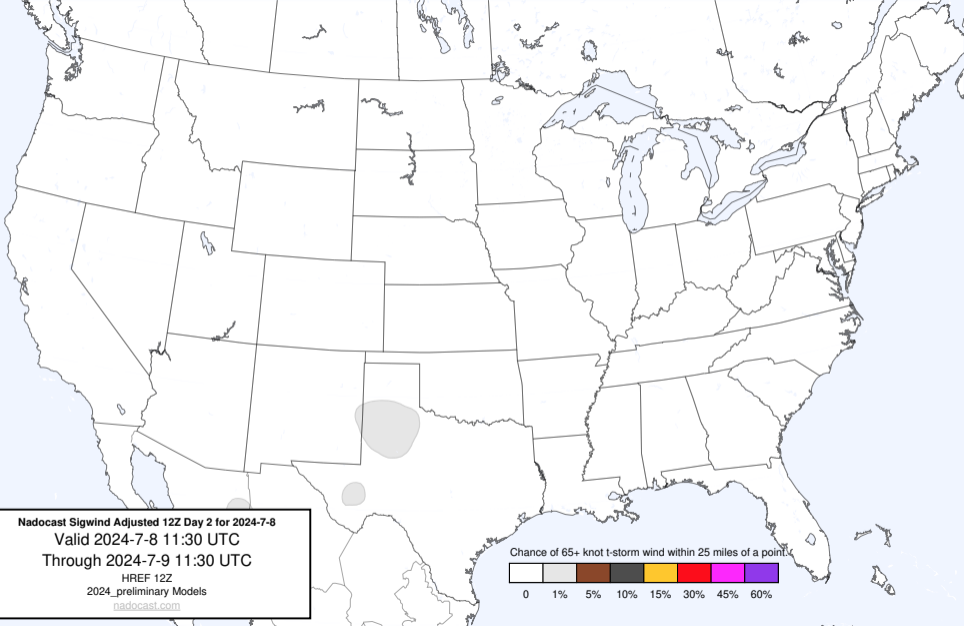 Nadocast Sigwind Adjusted 12Z Day 2 for 2024-7-8
Valid 2024-7-8 11:30 UTC
Through 2024-7-9 11:30 UTC
HREF 12Z
2024_preliminary Models
nadocast.com
Chance of 65+ knot t-storm wind within 25 miles of a point.
0 1% 5% 10% 15% 30% 45% 60%